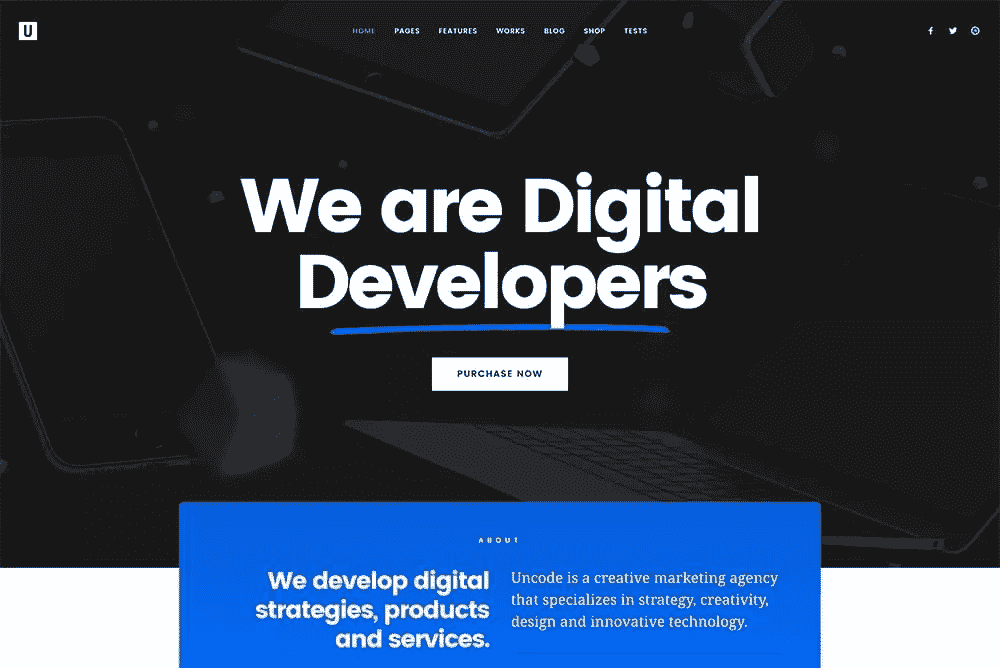 U
HOME PAGES FEATURES WORKS BLOG SHOP TESTS
We are Digital
Developers
PURCHASE NOW
ABOUT
We develop digital
strategies, products
and services.
Uncode is a creative marketing agency
that specializes in strategy, creativity,
design and innovative technology.